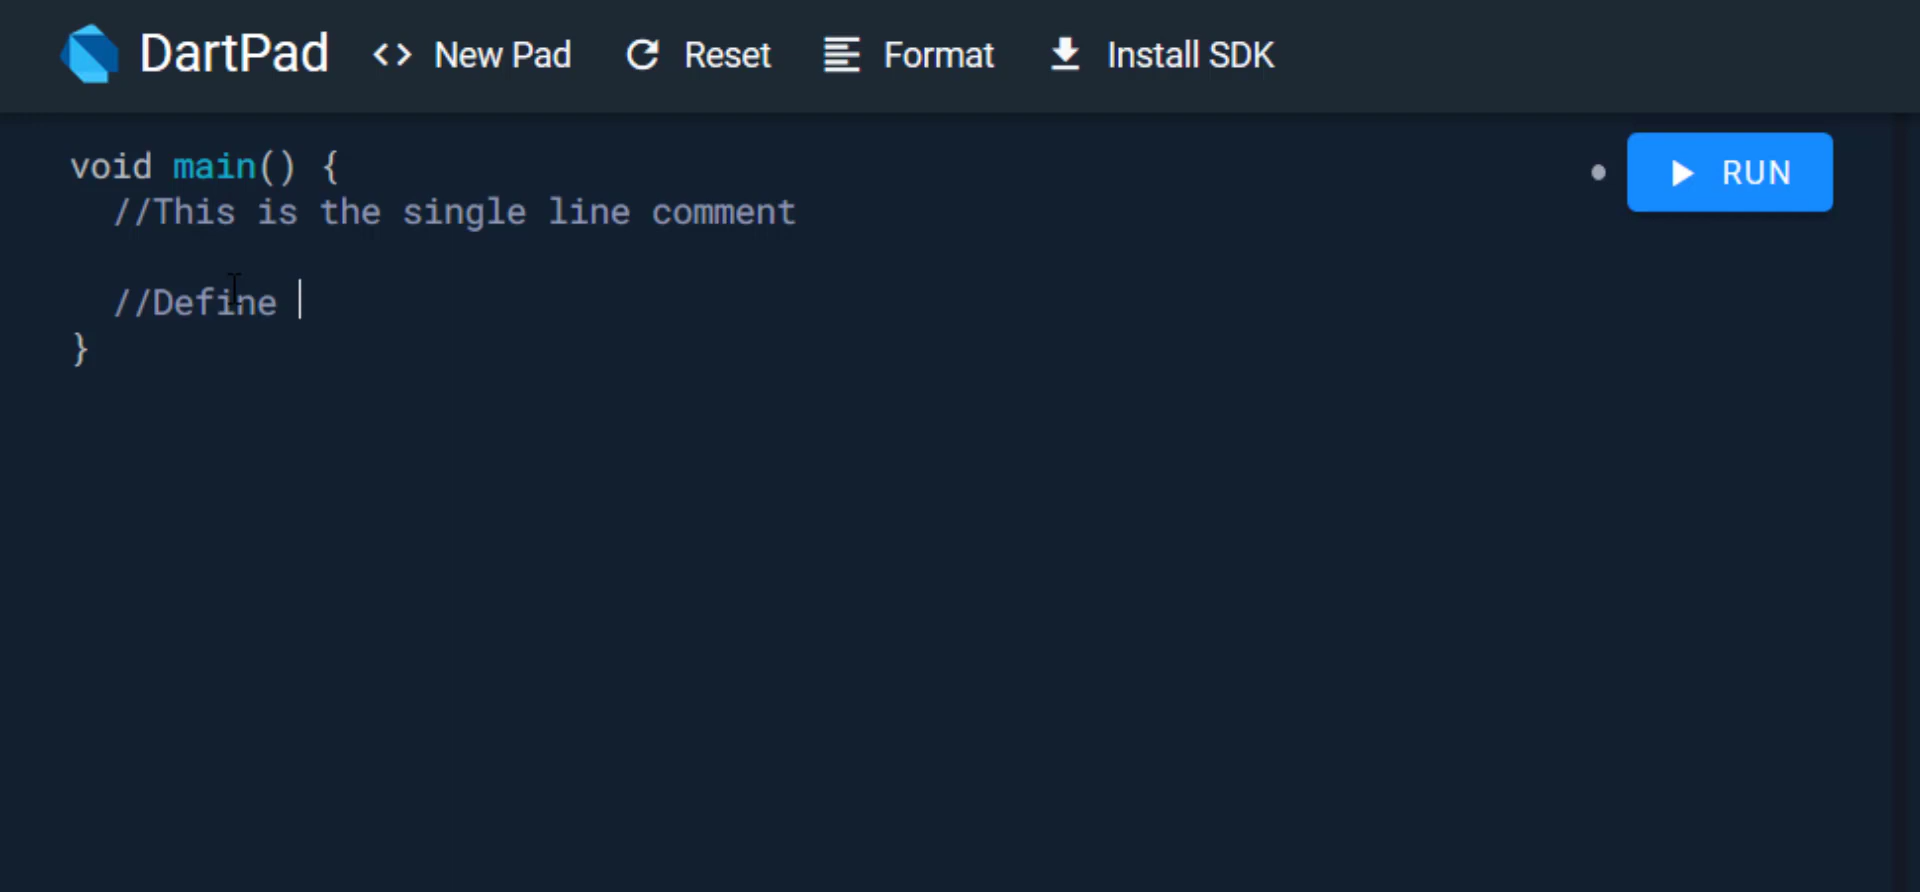 DartPad <> New Pad Reset Format Install SDK
void main() {
RUN
//This is the single line comment
//Define
}